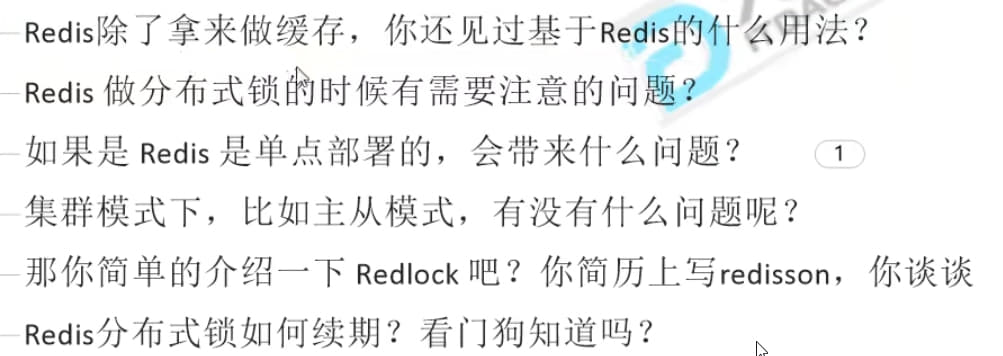 Redis除了拿来做缓存，你还见过基于Redis的什么用法？
Redis 做分布式锁的时候有需要注意的问题？
如果是 Redis 是单点部署的，会带来什么问题？ 1
集群模式下，比如主从模式，有没有什么问题呢？
那你简单的介绍一下 Redlock 吧？你简历上写redisson，你谈谈
Redis分布式锁如何续期？看门狗知道吗？